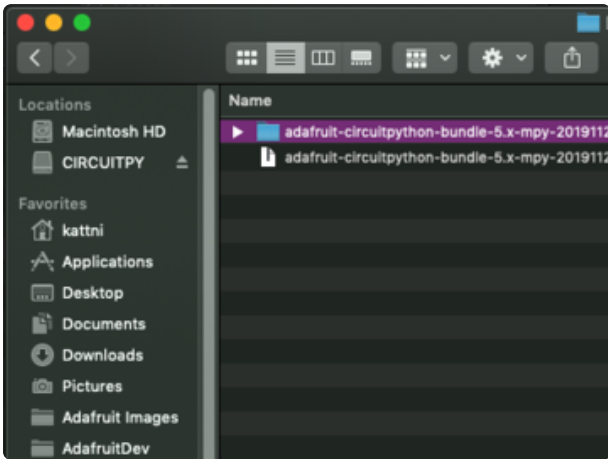 Locations
Macintosh HD
CIRCUITPY
Favorites
kattni
Applications
Desktop
Documents
Downloads
Pictures
Adafruit Images
AdafruitDev
Name
adafruit-circuitpython-bundle-5.x-mpy-2019112
adafruit-circuitpython-bundle-5.x-mpy-2019112